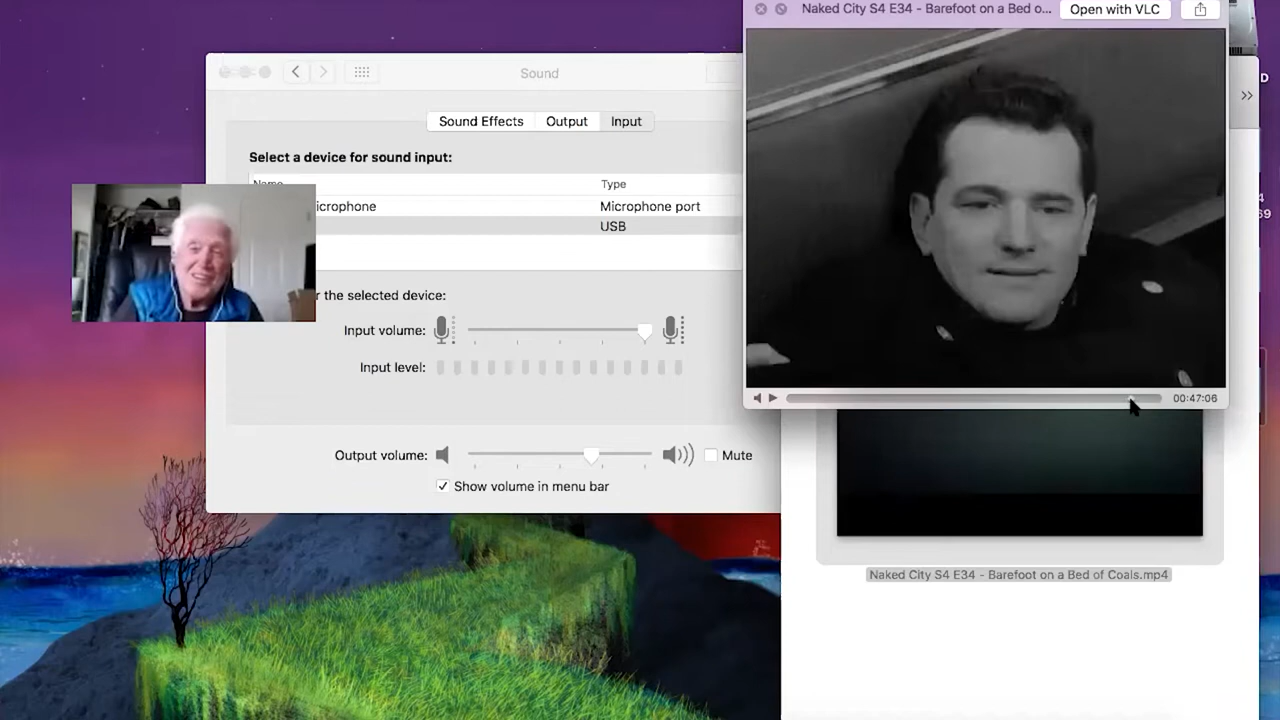 Naked City S4 E34 - Barefoot on a Bed o...
Open with VLC
Sound
Sound Effects
Output
Input
Select a device for sound input:
Type
icrophone
Microphone port
USB
r the selected device:
Input volume:
Input level:
00:47:06
Output volume:
Mute
Show volume in menu bar
Naked City S4 E34 - Barefoot on a Bed of Coals.mp4
D
4
69